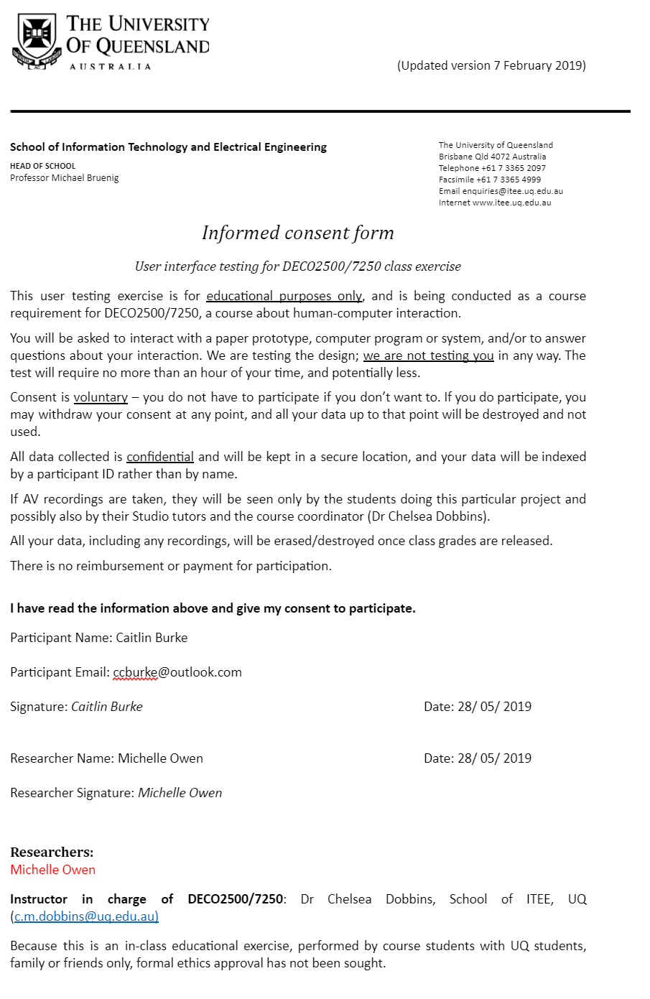 THE UNIVERSITY
OF QUEENSLAND
AUSTRALIA
(Updated version 7 February 2019)
School of Information Technology and Electrical Engineering
HEAD OF SCHOOL
Professor Michael Bruenig
The University of Queensland
Brisbane Qld 4072 Australia
Telephone +61 7 3365 2097
Facsimile +61 7 3365 4999
Email enquiries@itee.uq.edu.au
Internet www.itee.uq.edu.au
Informed consent form
User interface testing for DECO2500/7250 class exercise
This user testing exercise is for educational purposes only, and is being conducted as a course
requirement for DECO2500/7250, a course about human-computer interaction.
You will be asked to interact with a paper prototype, computer program or system, and/or to answer
questions about your interaction. We are testing the design; we are not testing you in any way. The
test will require no more than an hour of your time, and potentially less.
Consent is voluntary – you do not have to participate if you don’t want to. If you do participate, you
may withdraw your consent at any point, and all your data up to that point will be destroyed and not
used.
All data collected is confidential and will be kept in a secure location, and your data will be indexed
by a participant ID rather than by name.
If AV recordings are taken, they will be seen only by the students doing this particular project and
possibly also by their Studio tutors and the course coordinator (Dr Chelsea Dobbins).
All your data, including any recordings, will be erased/destroyed once class grades are released.
There is no reimbursement or payment for participation.
I have read the information above and give my consent to participate.
Participant Name: Caitlin Burke
Participant Email: ccburke@outlook.com
Signature: Caitlin Burke Date: 28/ 05/ 2019
Researcher Name: Michelle Owen Date: 28/ 05/ 2019
Researcher Signature: Michelle Owen
Researchers:
Michelle Owen
Instructor in charge of DECO2500/7250: Dr Chelsea Dobbins, School of ITEE, UQ
(c.m.dobbins@uq.edu.au)
Because this is an in-class educational exercise, performed by course students with UQ students,
family or friends only, formal ethics approval has not been sought.